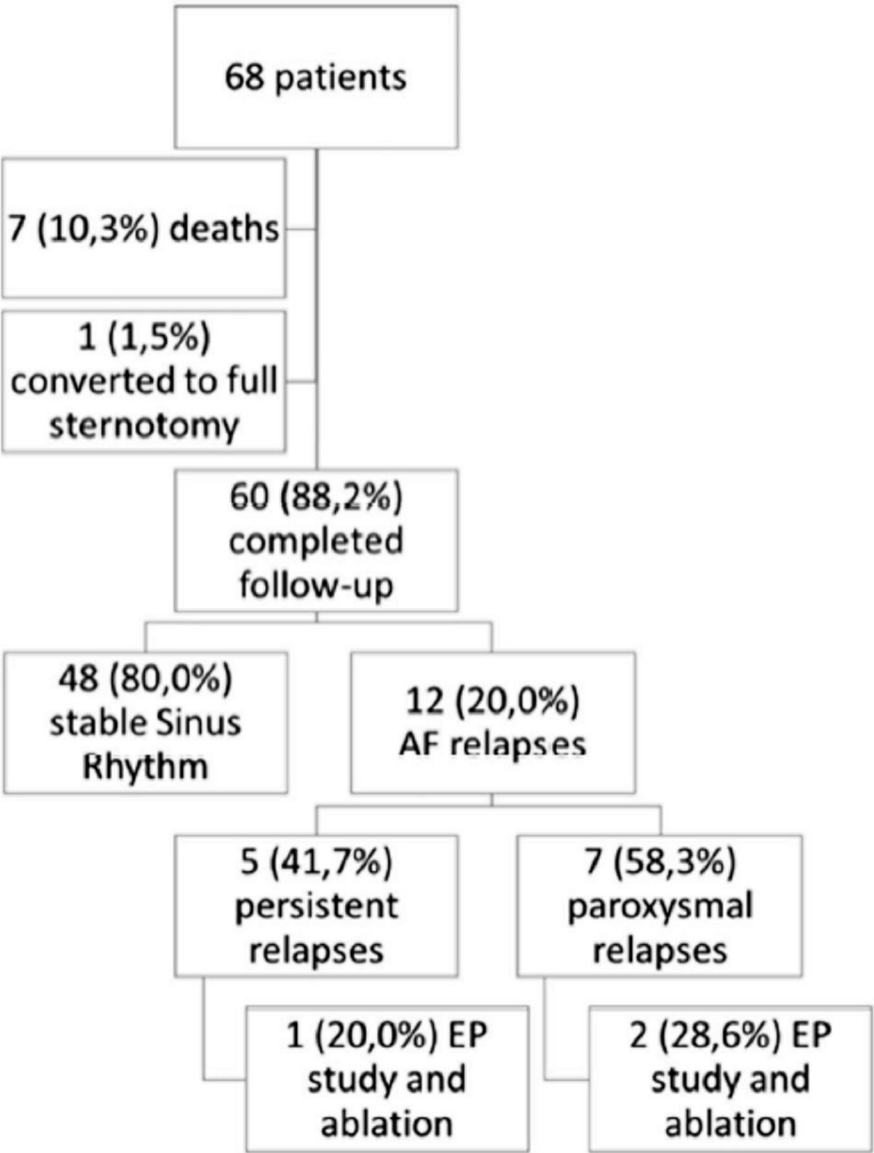 68 patients
7 (10,3%) deaths
1 (1,5%)
converted to full
sternotomy
60 (88,2%)
completed
follow-up
48 (80,0%)
stable Sinus
Rhythm
12 (20,0%)
AF relapses
5 (41,7%)
persistent
relapses
7 (58,3%)
paroxysmal
relapses
1 (20,0%) EP
study and
ablation
2 (28,6%) EP
study and
ablation